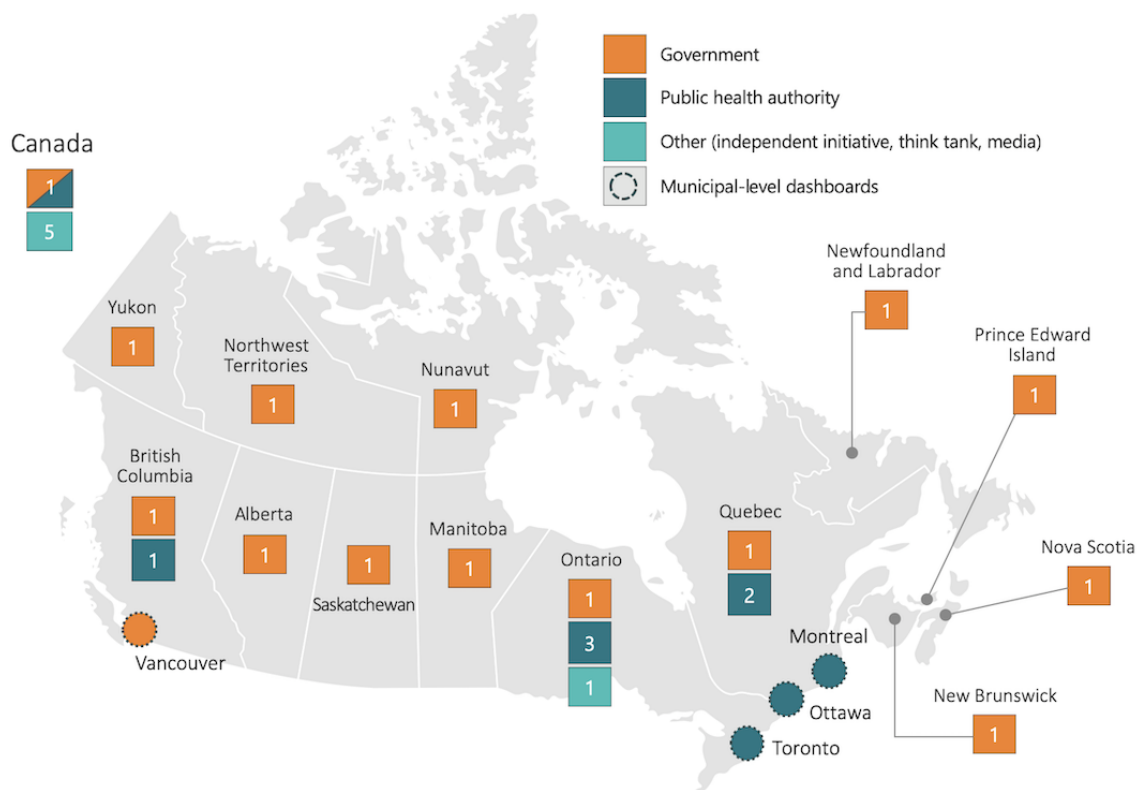 Government
Public health authority
Other (independent initiative, think tank, media)
Municipal-level dashboards
Canada
1
5
Yukon
1
Northwest
Territories
1
Nunavut
1
British
Columbia
1
1
Vancouver
Alberta
1
1
Saskatchewan
Manitoba
1
Ontario
1
3
1
Quebec
1
2
Montreal
Ottawa
Toronto
Newfoundland
and Labrador
1
Prince Edward
Island
1
Nova Scotia
1
New Brunswick
1